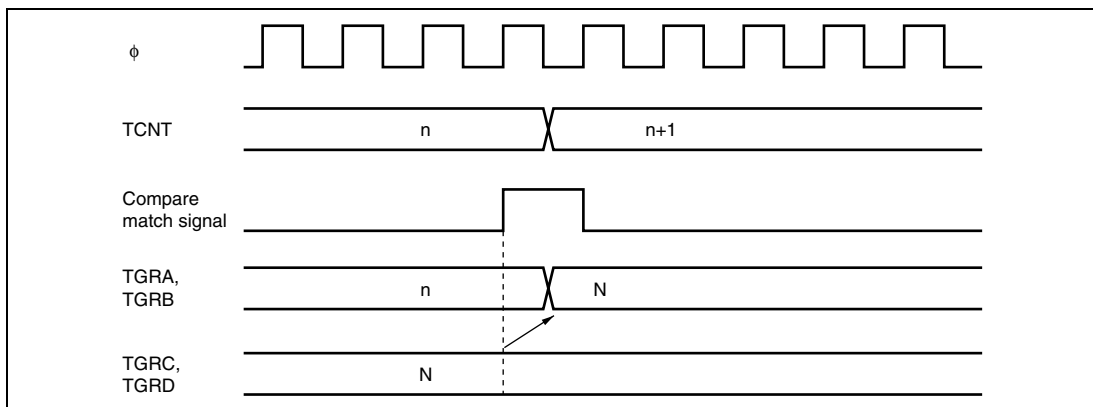 ϕ
TCNT
n
n+1
Compare
match signal
TGRA,
TGRB
n
N
TGRC,
TGRD
N